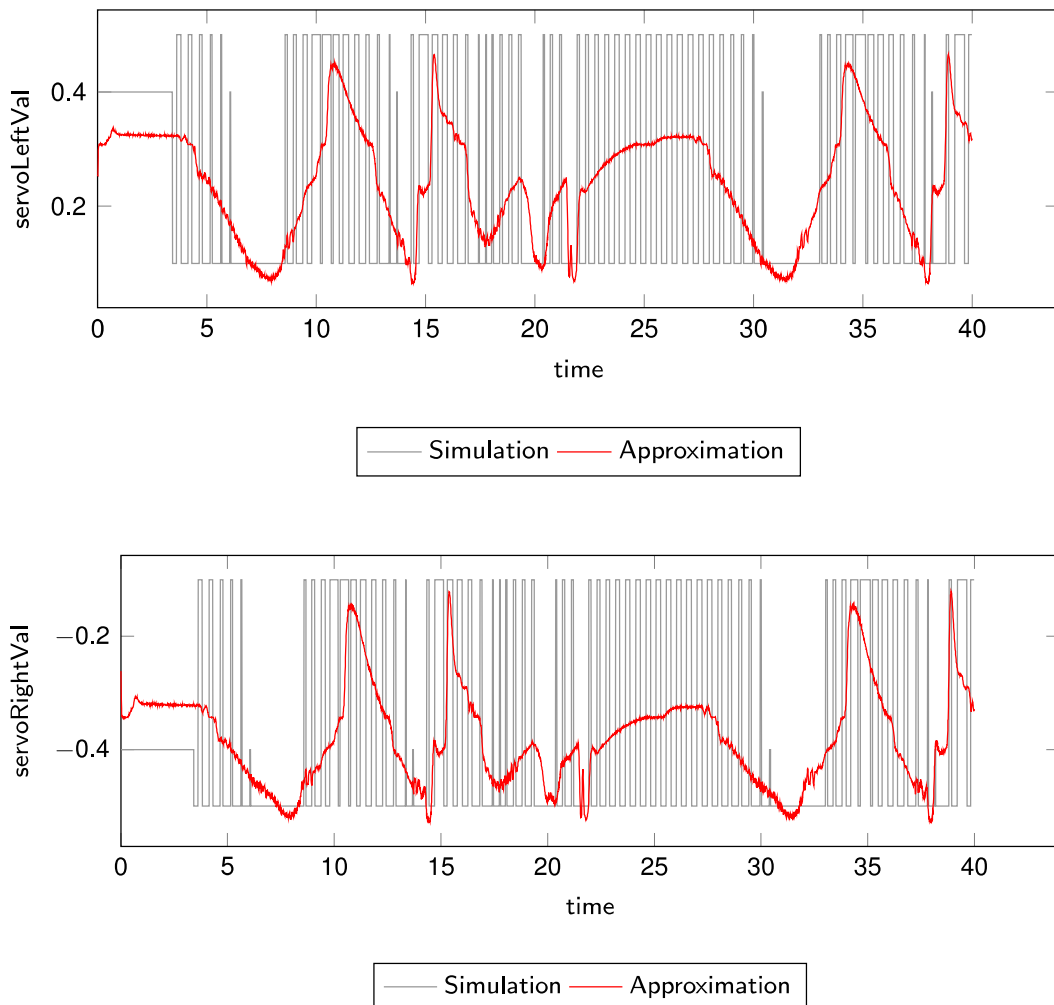 servoLeftVal
0.4
0.2
0 5 10 15 20 25 30 35 40
time
Simulation Approximation
servoRightVal
−0.2
−0.4
0 5 10 15 20 25 30 35 40
time
Simulation Approximation